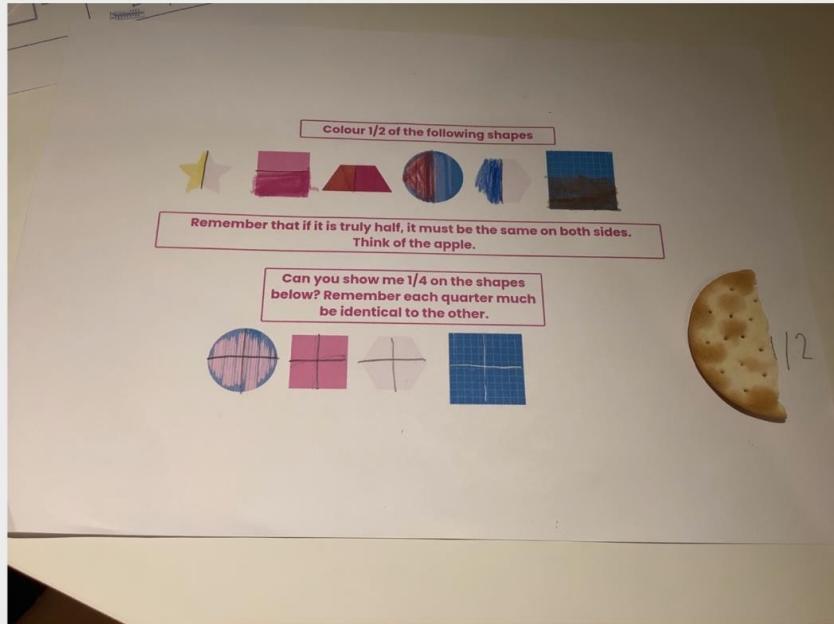 Colour 1/2 of the following shapes
Remember that if it is truly half, it must be the same on both sides.
Think of the apple.
Can you show me 1/4 on the shapes
below? Remember each quarter much
be identical to the other.
1/2